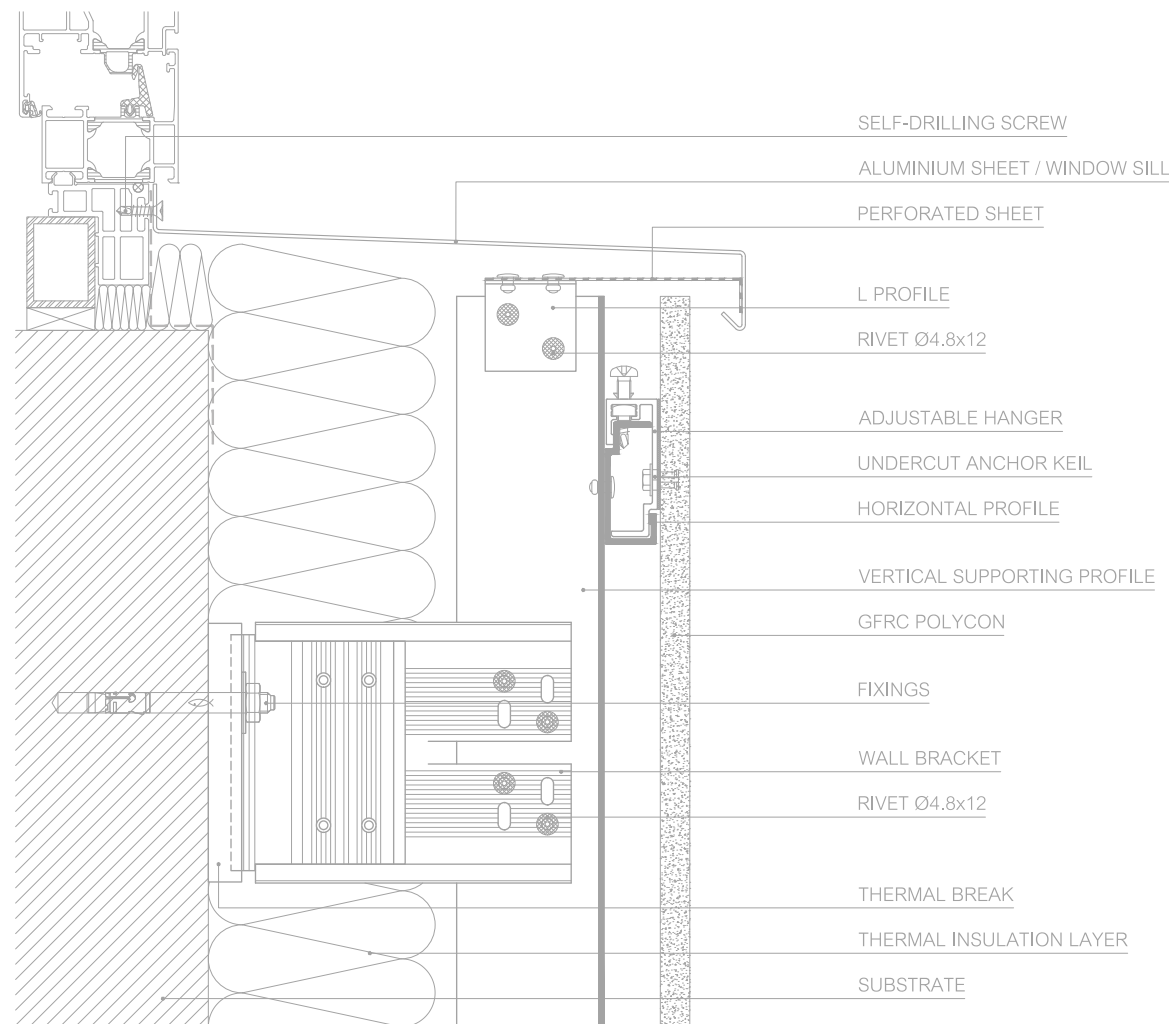 SELF-DRILLING SCREW
ALUMINIUM SHEET / WINDOW SILL
PERFORATED SHEET
L PROFILE
RIVET Ø4.8x12
ADJUSTABLE HANGER
UNDERCUT ANCHOR KEIL
HORIZONTAL PROFILE
VERTICAL SUPPORTING PROFILE
GFRC POLYCON
FIXINGS
WALL BRACKET
RIVET Ø4.8x12
THERMAL BREAK
THERMAL INSULATION LAYER
SUBSTRATE